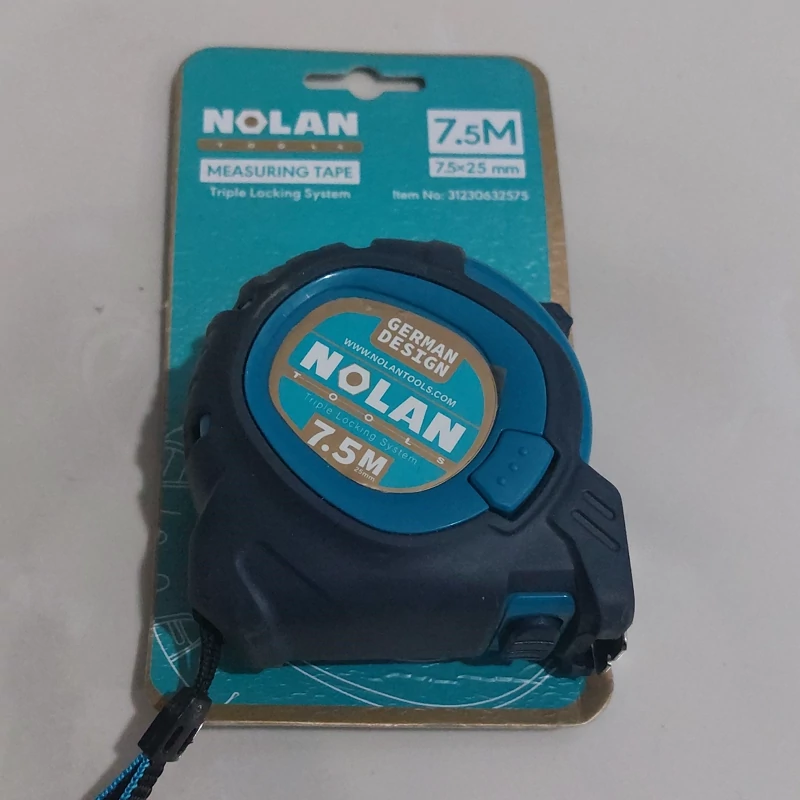 NOLAN
TOOLS
MEASURING TAPE
Triple Locking System
7.5M
7.5×25 mm
Item No: 31230632575
GERMAN
DESIGN
WWW.NOLANTOOLS.COM
NOLAN
TOOLS
Triple Locking System
7.5M
25mm